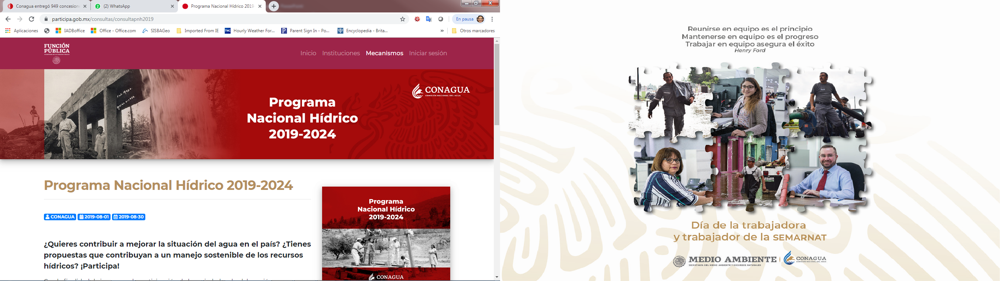 Conagua entregó 949 concesion
(2) WhatsApp
Programa Nacional Hídrico 2019
participa.gob.mx/consultas/consultapnh2019
En pausa
Aplicaciones
IADBoffice
Office - Office.com
SISBAGeo
Imported From IE
TWC
Hourly Weather For...
Parent Sign In - Po...
Encyclopedia - Brita...
»
Otros marcadores
FUNCIÓN
PÚBLICA
Inicio
Instituciones
Mecanismos
Iniciar sesión
CONAGUA
COMISIÓN NACIONAL DEL AGUA
Programa
Nacional Hídrico
2019-2024
Programa Nacional Hídrico 2019-2024
CONAGUA 2019-08-01 2019-08-30
¿Quieres contribuir a mejorar la situación del agua en el país? ¿Tienes
propuestas que contribuyan a un manejo sostenible de los recursos
hídricos? ¡Participa!
Programa
Nacional Hídrico
2019-2024
CONAGUA
Reunirse en equipo es el principio
Mantenerse en equipo es el progreso
Trabajar en equipo asegura el éxito
Henry Ford
Día de la trabajadora
y trabajador de la SEMARNAT
MEDIO AMBIENTE
SECRETARÍA DEL MEDIO AMBIENTE Y RECURSOS NATURALES
CONAGUA
COMISIÓN NACIONAL DEL AGUA